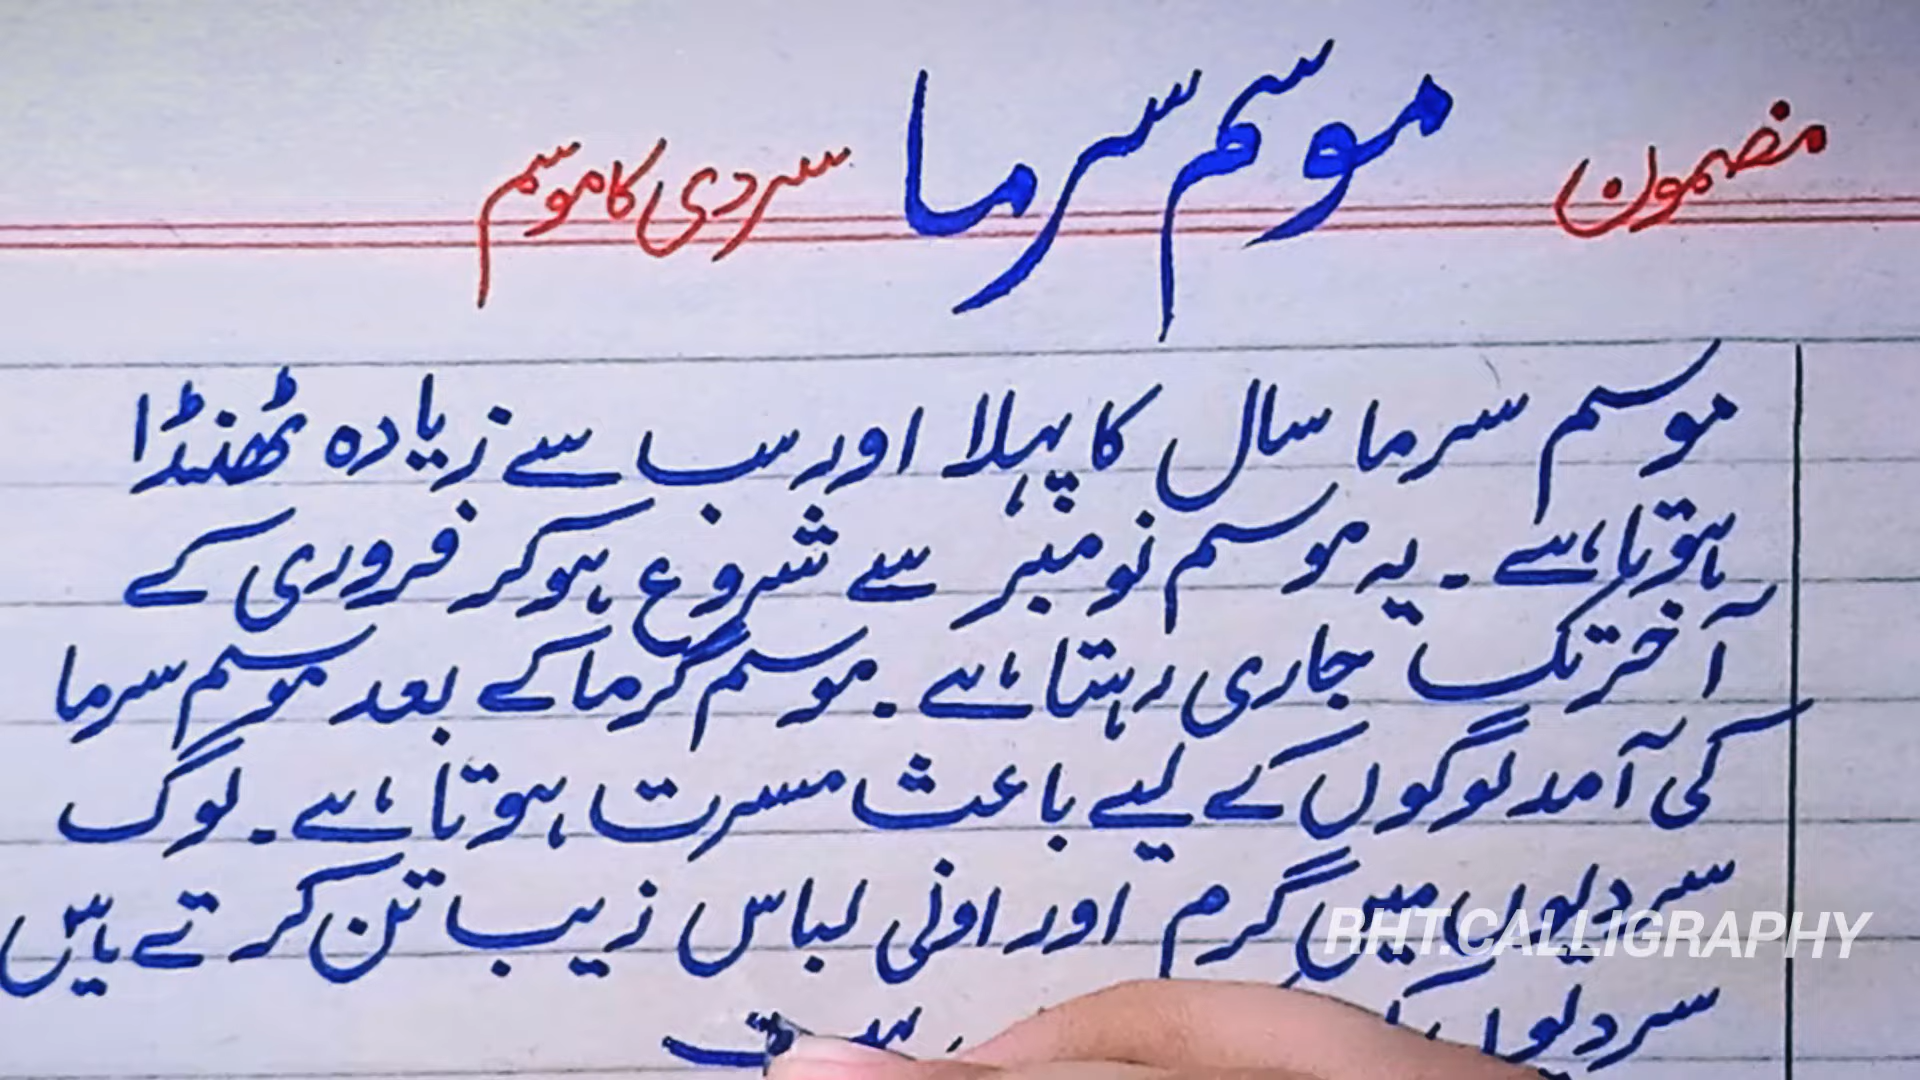 مضمون موسم سرما سردی کا موسم
موسم سرما سال کا پہلا اور سب سے زیادہ ٹھنڈا
ہوتا ہے۔ یہ موسم نومبر سے شروع ہو کر فروری کے
آخر تک جاری رہتا ہے۔ موسم گرما کے بعد موسم سرما
کی آمد لوگوں کے لیے باعث مسرت ہوتا ہے۔ لوگ
سردیوں میں گرم اور اونی لباس زیب تن کرتے ہیں
RHT.CALLIGRAPHY
سردیوں